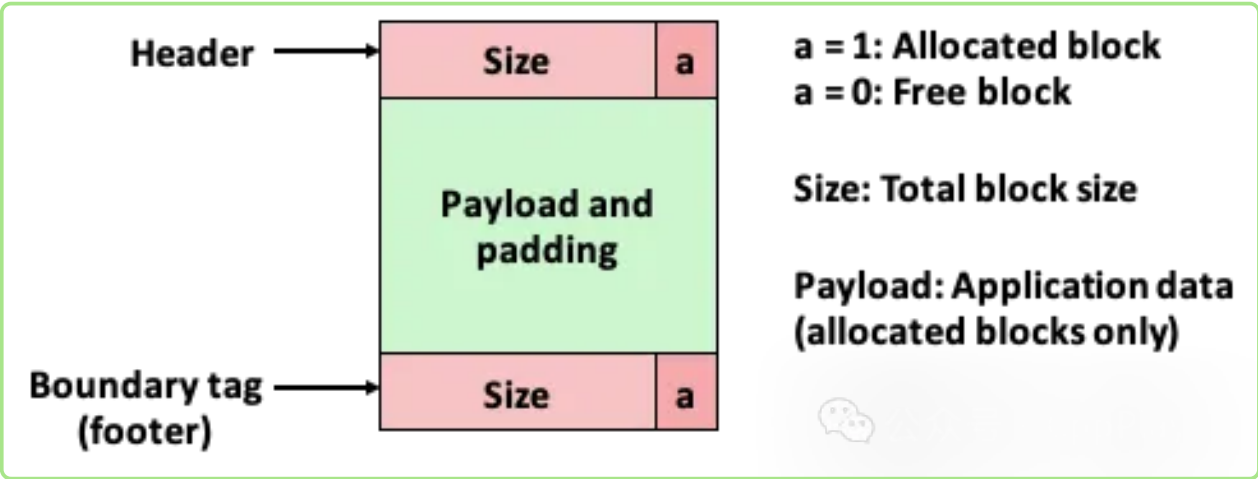 Header
Size
a
Payload and
padding
Boundary tag
(footer)
Size
a
a = 1: Allocated block
a = 0: Free block
Size: Total block size
Payload: Application data
(allocated blocks only)